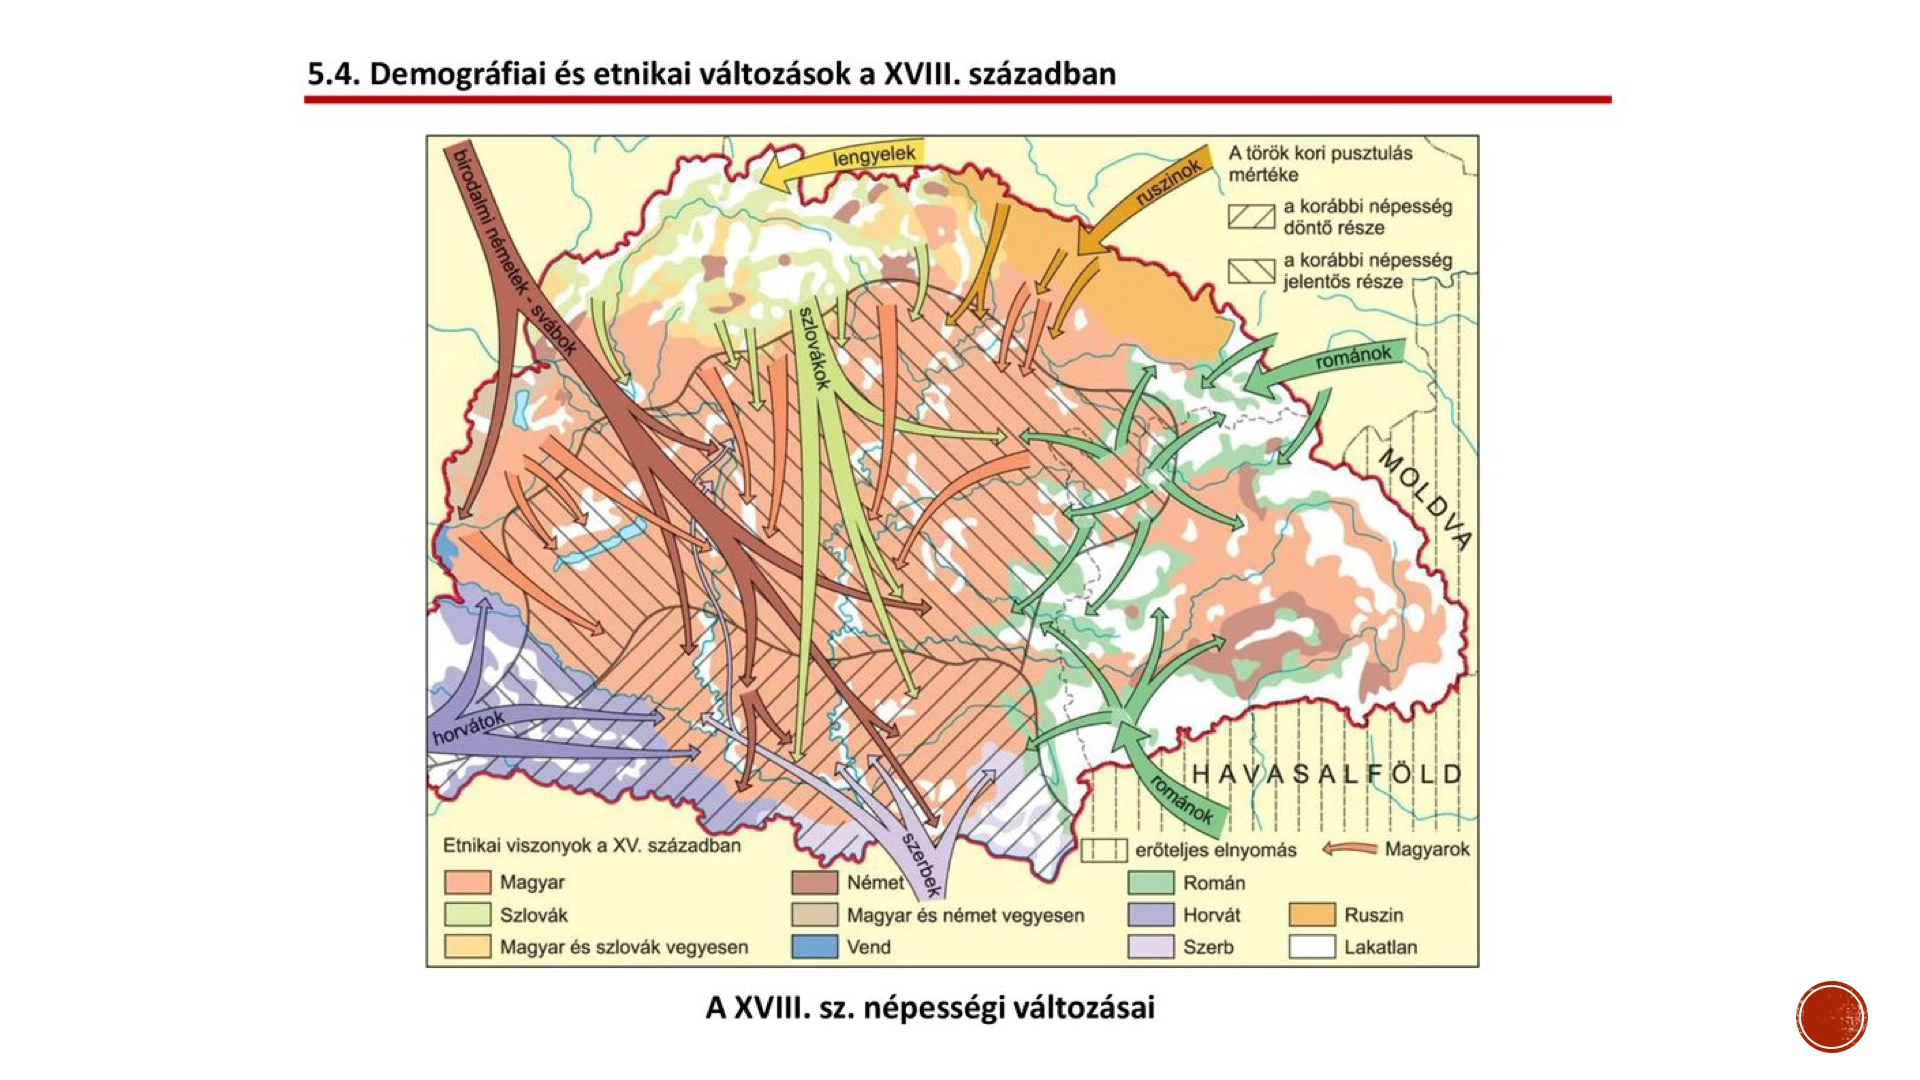 5.4. Demográfiai és etnikai változások a XVIII. században
birodalmi németek - svábok
lengyelek
ruszinok
A török kori pusztulás
mértéke
a korábbi népesség
döntő része
a korábbi népesség
jelentős része
szlovákok
románok
MOLDVA
horvátok
HAVASALFÖLD
románok
szerbek
Etnikai viszonyok a XV. században
erőteljes elnyomás
Magyarok
Magyar
Német
Román
Szlovák
Magyar és német vegyesen
Horvát
Ruszin
Magyar és szlovák vegyesen
Vend
Szerb
Lakatlan
A XVIII. sz. népességi változásai